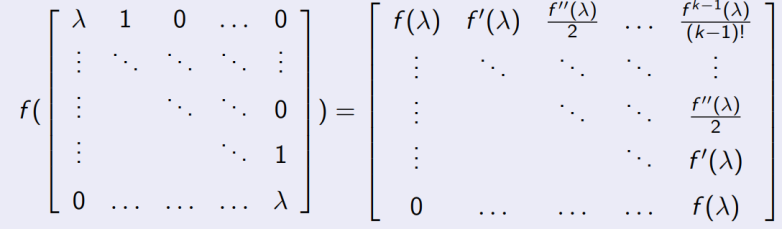 λ 1 0 … 0 f(λ) f′(λ) f″(λ)/2 … f^{k−1}(λ)/(k−1)!
⋮ ⋱ ⋱ ⋱ ⋮ ⋮ ⋱ ⋱ ⋱ ⋮
f( ⋮ ⋱ ⋱ 0 ) = ⋮ ⋱ ⋱ f″(λ)/2
⋮ ⋱ 1 ⋮ ⋱ f′(λ)
0 … … … λ 0 … … … f(λ)